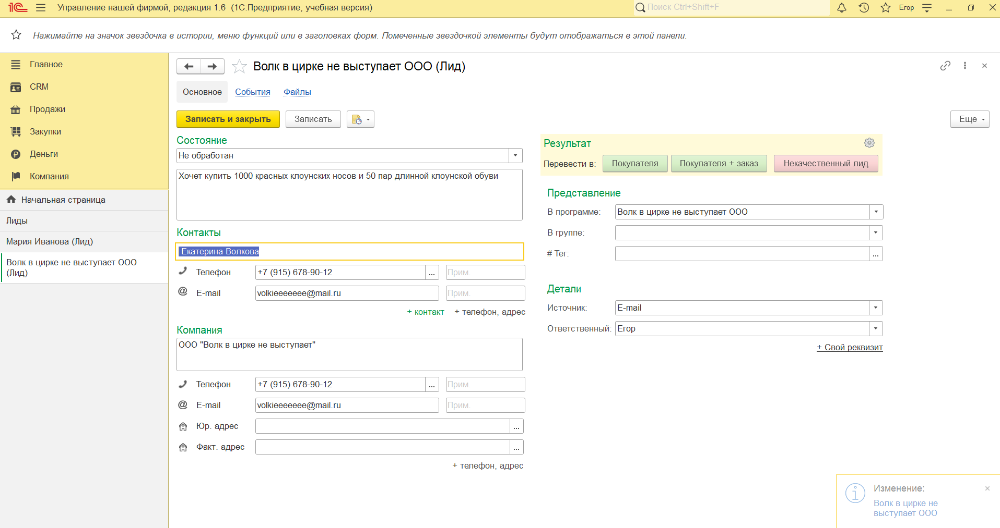 1С Управление нашей фирмой, редакция 1.6 (1С:Предприятие, учебная версия) Поиск Ctrl+Shift+F Егор
Нажимайте на значок звездочка в истории, меню функций или в заголовках форм. Помеченные звездочкой элементы будут отображаться в этой панели.
Главное
CRM
Продажи
Закупки
Деньги
Компания
Начальная страница
Лиды
Мария Иванова (Лид)
Волк в цирке не выступает ООО
(Лид)
Волк в цирке не выступает ООО (Лид)
Основное События Файлы
Записать и закрыть Записать Еще
Состояние
Не обработан
Хочет купить 1000 красных клоунских носов и 50 пар длинной клоунской обуви
Контакты
Екатерина Волкова
Телефон +7 (915) 678-90-12 ... Прим.
@ E-mail volkieeeeeee@mail.ru Прим.
+ контакт + телефон, адрес
Компания
ООО "Волк в цирке не выступает"
Телефон +7 (915) 678-90-12 ... Прим.
@ E-mail volkieeeeeee@mail.ru Прим.
Юр. адрес ...
Факт. адрес ...
+ телефон, адрес
Результат
Перевести в: Покупателя Покупателя + заказ Некачественный лид
Представление
В программе: Волк в цирке не выступает ООО
В группе:
# Тег: ...
Детали
Источник: E-mail
Ответственный: Егор
+ Свой реквизит
Изменение:
Волк в цирке не
выступает ООО